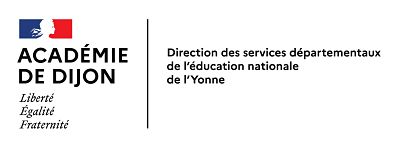 ACADÉMIE
DE DIJON
Liberté
Égalité
Fraternité
Direction des services départementaux
de l'éducation nationale
de l'Yonne